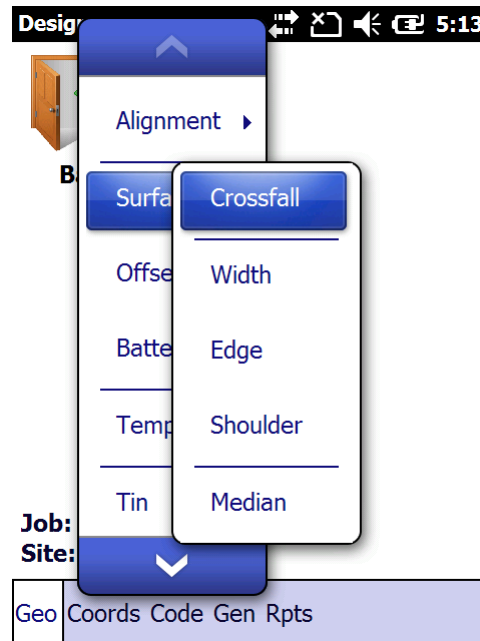 Desig 5:13
Alignment
B
Surfa Crossfall
Offse Width
Batte Edge
Temp Shoulder
Tin Median
Job:
Site:
Geo Coords Code Gen Rpts